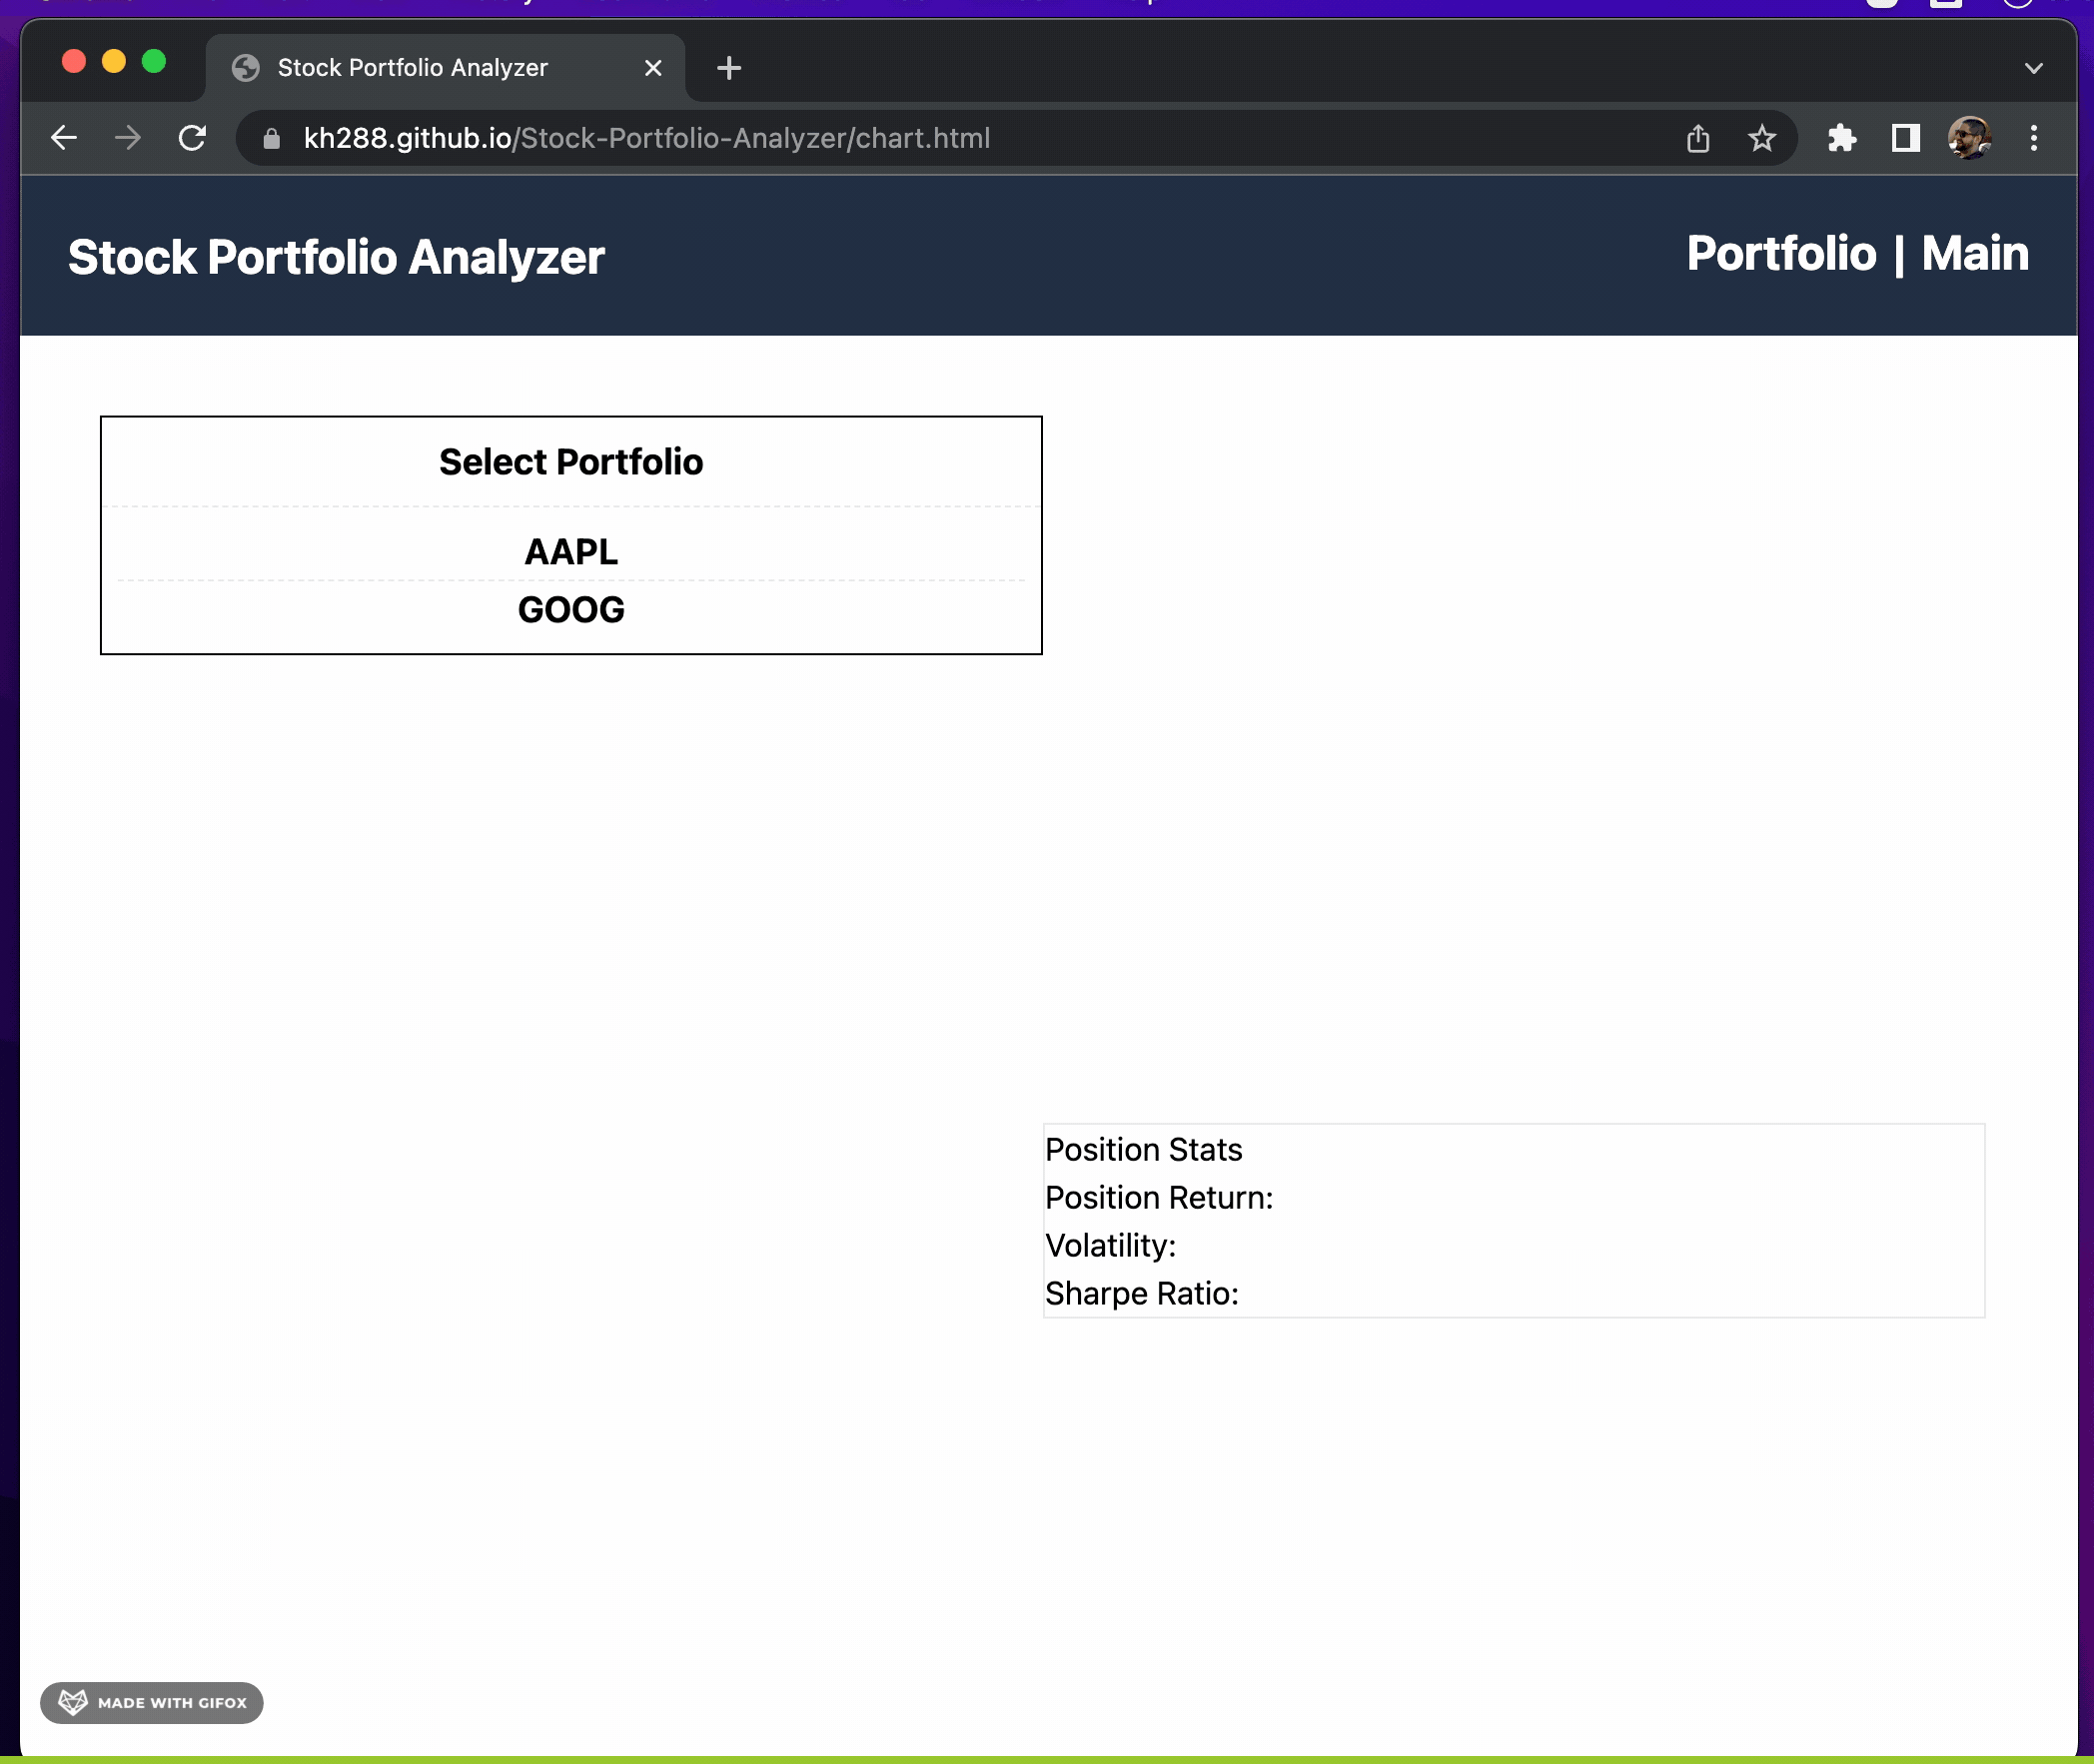 Stock Portfolio Analyzer
kh288.github.io/Stock-Portfolio-Analyzer/chart.html
Stock Portfolio Analyzer
Portfolio | Main
Select Portfolio
AAPL
GOOG
Position Stats
Position Return:
Volatility:
Sharpe Ratio:
MADE WITH GIFOX